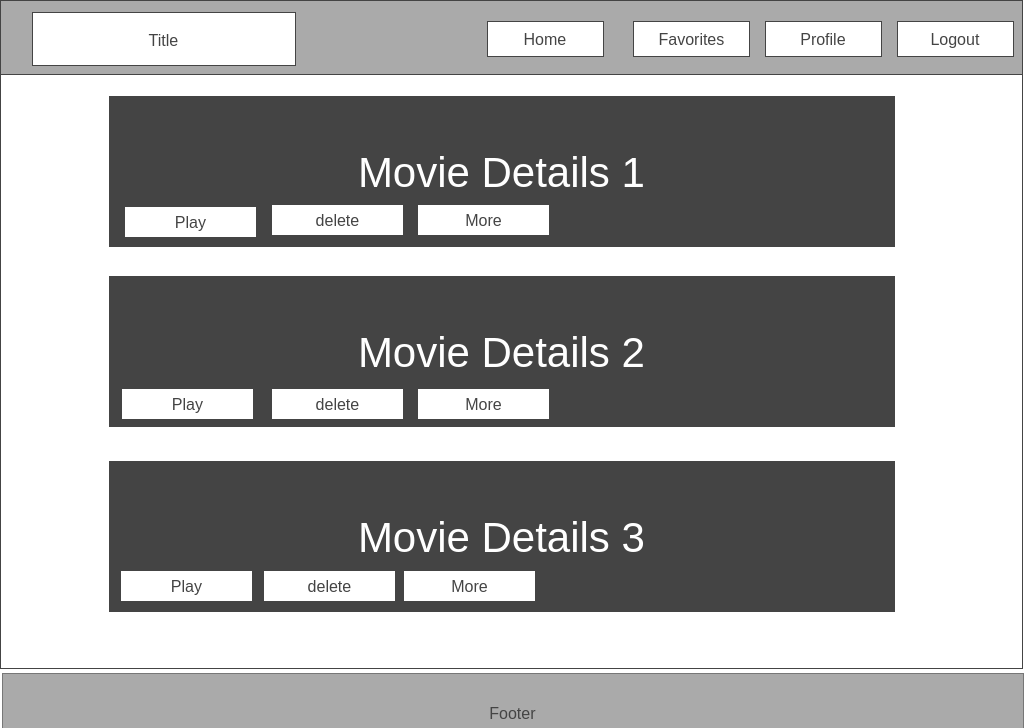 Title
Home
Favorites
Profile
Logout
Movie Details 1
Play
delete
More
Movie Details 2
Play
delete
More
Movie Details 3
Play
delete
More
Footer